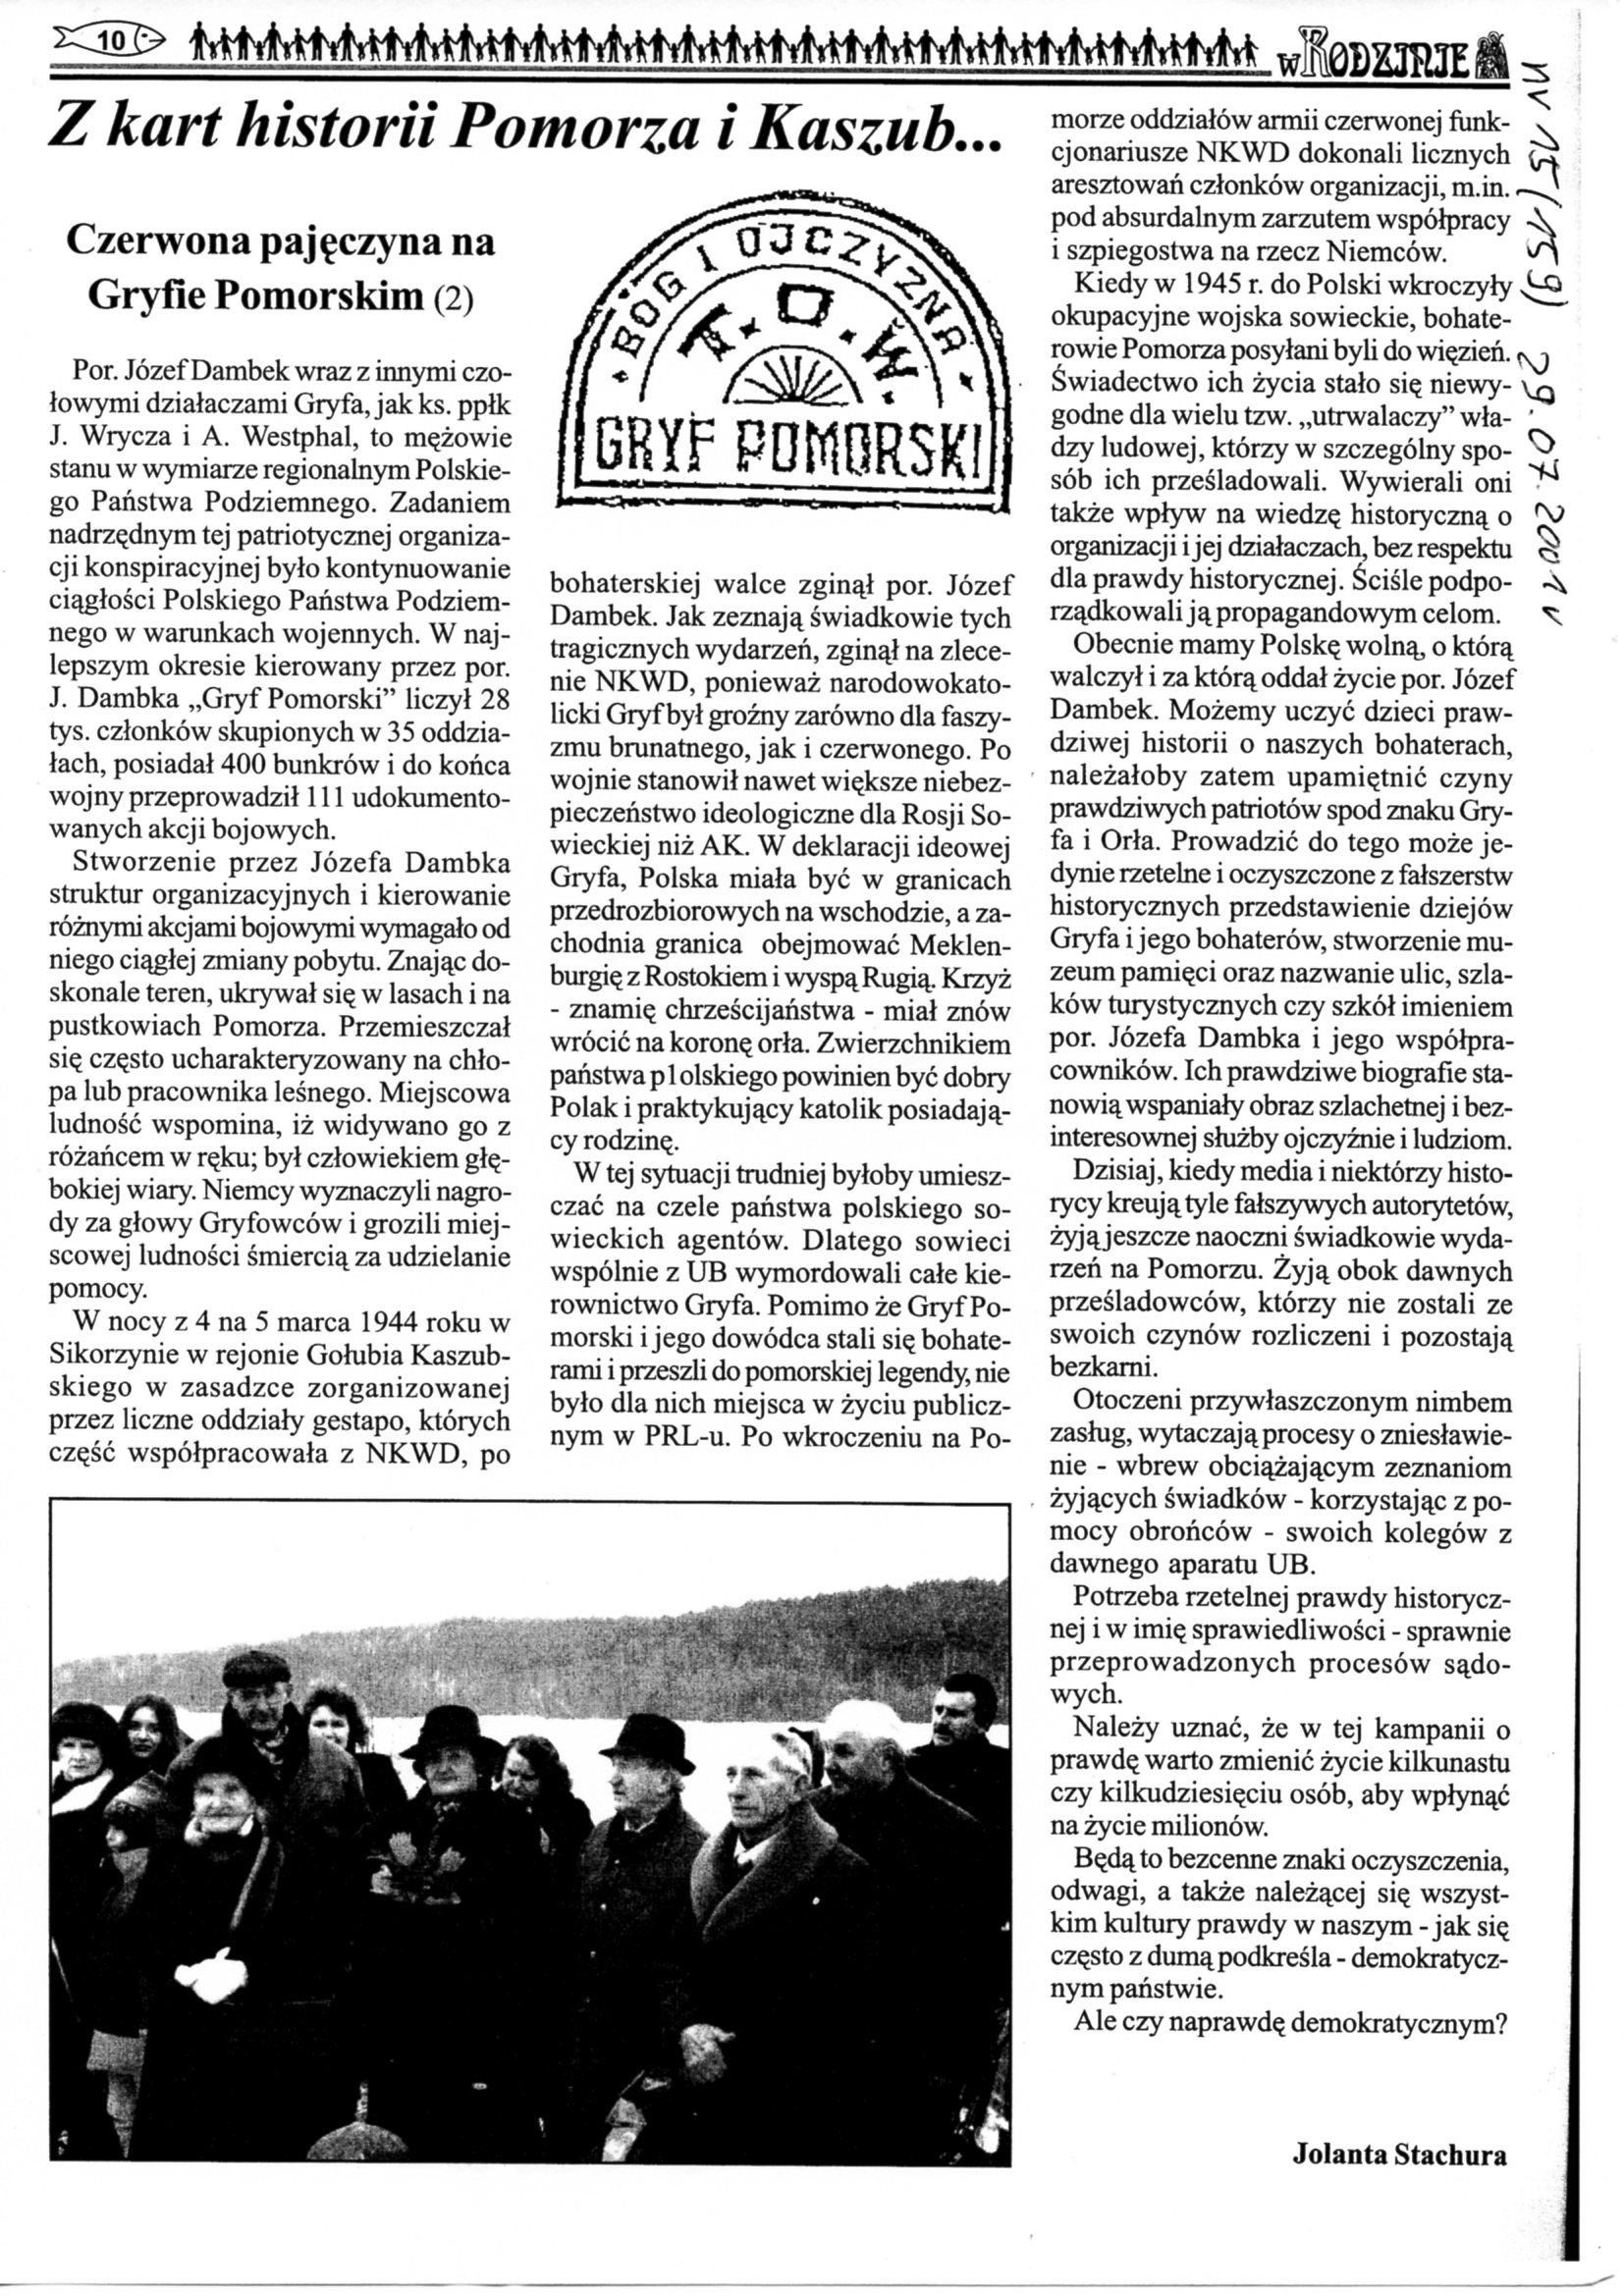 10
w RODZINIE
Z kart historii Pomorza i Kaszub...
Czerwona pajęczyna na
Gryfie Pomorskim (2)
Por. Józef Dambek wraz z innymi czo-
łowymi działaczami Gryfa, jak ks. ppłk
J. Wrycza i A. Westphal, to mężowie
stanu w wymiarze regionalnym Polskie-
go Państwa Podziemnego. Zadaniem
nadrzędnym tej patriotycznej organiza-
cji konspiracyjnej było kontynuowanie
ciągłości Polskiego Państwa Podziem-
nego w warunkach wojennych. W naj-
lepszym okresie kierowany przez por.
J. Dambka „Gryf Pomorski” liczył 28
tys. członków skupionych w 35 oddzia-
łach, posiadał 400 bunkrów i do końca
wojny przeprowadził 111 udokumento-
wanych akcji bojowych.
Stworzenie przez Józefa Dambka
struktur organizacyjnych i kierowanie
różnymi akcjami bojowymi wymagało od
niego ciągłej zmiany pobytu. Znając do-
skonale teren, ukrywał się w lasach i na
pustkowiach Pomorza. Przemieszczał
się często ucharakteryzowany na chło-
pa lub pracownika leśnego. Miejscowa
ludność wspomina, iż widywano go z
różańcem w ręku; był człowiekiem głę-
bokiej wiary. Niemcy wyznaczyli nagro-
dy za głowy Gryfowców i grozili miej-
scowej ludności śmiercią za udzielanie
pomocy.
W nocy z 4 na 5 marca 1944 roku w
Sikorzynie w rejonie Gołubia Kaszub-
skiego w zasadzce zorganizowanej
przez liczne oddziały gestapo, których
część współpracowała z NKWD, po
BÓG I OJCZYZNA
T.O.W.
GRYF POMORSKI
bohaterskiej walce zginął por. Józef
Dambek. Jak zeznają świadkowie tych
tragicznych wydarzeń, zginął na zlece-
nie NKWD, ponieważ narodowokato-
licki Gryf był groźny zarówno dla faszy-
zmu brunatnego, jak i czerwonego. Po
wojnie stanowił nawet większe niebez-
pieczeństwo ideologiczne dla Rosji So-
wieckiej niż AK. W deklaracji ideowej
Gryfa, Polska miała być w granicach
przedrozbiorowych na wschodzie, a za-
chodnia granica obejmować Meklen-
burgię z Rostokiem i wyspą Rugią. Krzyż
- znamię chrześcijaństwa - miał znów
wrócić na koronę orła. Zwierzchnikiem
państwa p1olskiego powinien być dobry
Polak i praktykujący katolik posiadają-
cy rodzinę.
W tej sytuacji trudniej byłoby umiesz-
czać na czele państwa polskiego so-
wieckich agentów. Dlatego sowieci
wspólnie z UB wymordowali całe kie-
rownictwo Gryfa. Pomimo że Gryf Po-
morski i jego dowódca stali się bohate-
rami i przeszli do pomorskiej legendy, nie
było dla nich miejsca w życiu publicz-
nym w PRL-u. Po wkroczeniu na Po-
morze oddziałów armii czerwonej funk-
cjonariusze NKWD dokonali licznych
aresztowań członków organizacji, m.in.
pod absurdalnym zarzutem współpracy
i szpiegostwa na rzecz Niemców.
Kiedy w 1945 r. do Polski wkroczyły
okupacyjne wojska sowieckie, bohate-
rowie Pomorza posyłani byli do więzień.
Świadectwo ich życia stało się niewy-
godne dla wielu tzw. „utrwalaczy” wła-
dzy ludowej, którzy w szczególny spo-
sób ich prześladowali. Wywierali oni
także wpływ na wiedzę historyczną o
organizacji i jej działaczach, bez respektu
dla prawdy historycznej. Ściśle podpo-
rządkowali ją propagandowym celom.
Obecnie mamy Polskę wolną, o którą
walczył i za którą oddał życie por. Józef
Dambek. Możemy uczyć dzieci praw-
dziwej historii o naszych bohaterach,
należałoby zatem upamiętnić czyny
prawdziwych patriotów spod znaku Gry-
fa i Orła. Prowadzić do tego może je-
dynie rzetelne i oczyszczone z fałszerstw
historycznych przedstawienie dziejów
Gryfa i jego bohaterów, stworzenie mu-
zeum pamięci oraz nazwanie ulic, szla-
ków turystycznych czy szkół imieniem
por. Józefa Dambka i jego współpra-
cowników. Ich prawdziwe biografie sta-
nowią wspaniały obraz szlachetnej i bez-
interesownej służby ojczyźnie i ludziom.
Dzisiaj, kiedy media i niektórzy histo-
rycy kreują tyle fałszywych autorytetów,
żyją jeszcze naoczni świadkowie wyda-
rzeń na Pomorzu. Żyją obok dawnych
prześladowców, którzy nie zostali ze
swoich czynów rozliczeni i pozostają
bezkarni.
Otoczeni przywłaszczonym nimbem
zasług, wytaczają procesy o zniesławie-
nie - wbrew obciążającym zeznaniom
żyjących świadków - korzystając z po-
mocy obrońców - swoich kolegów z
dawnego aparatu UB.
Potrzeba rzetelnej prawdy historycz-
nej i w imię sprawiedliwości - sprawnie
przeprowadzonych procesów sądo-
wych.
Należy uznać, że w tej kampanii o
prawdę warto zmienić życie kilkunastu
czy kilkudziesięciu osób, aby wpłynąć
na życie milionów.
Będą to bezcenne znaki oczyszczenia,
odwagi, a także należącej się wszyst-
kim kultury prawdy w naszym - jak się
często z dumą podkreśla - demokratycz-
nym państwie.
Ale czy naprawdę demokratycznym?
Jolanta Stachura
nr 15(159) 29.07.2001 r